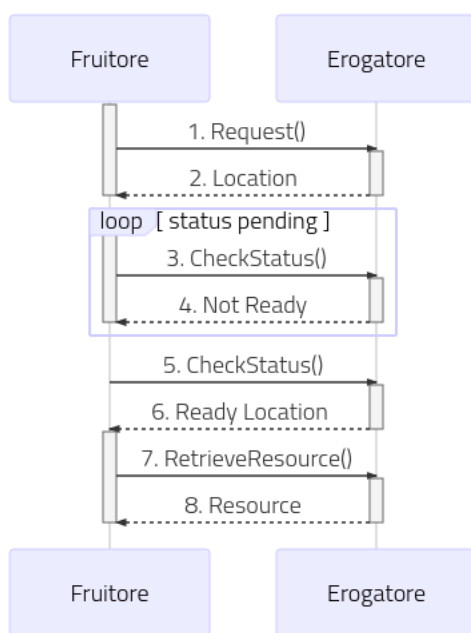 Fruitore Erogatore
1. Request()
2. Location
loop [ status pending ]
3. CheckStatus()
4. Not Ready
5. CheckStatus()
6. Ready Location
7. RetrieveResource()
8. Resource
Fruitore Erogatore